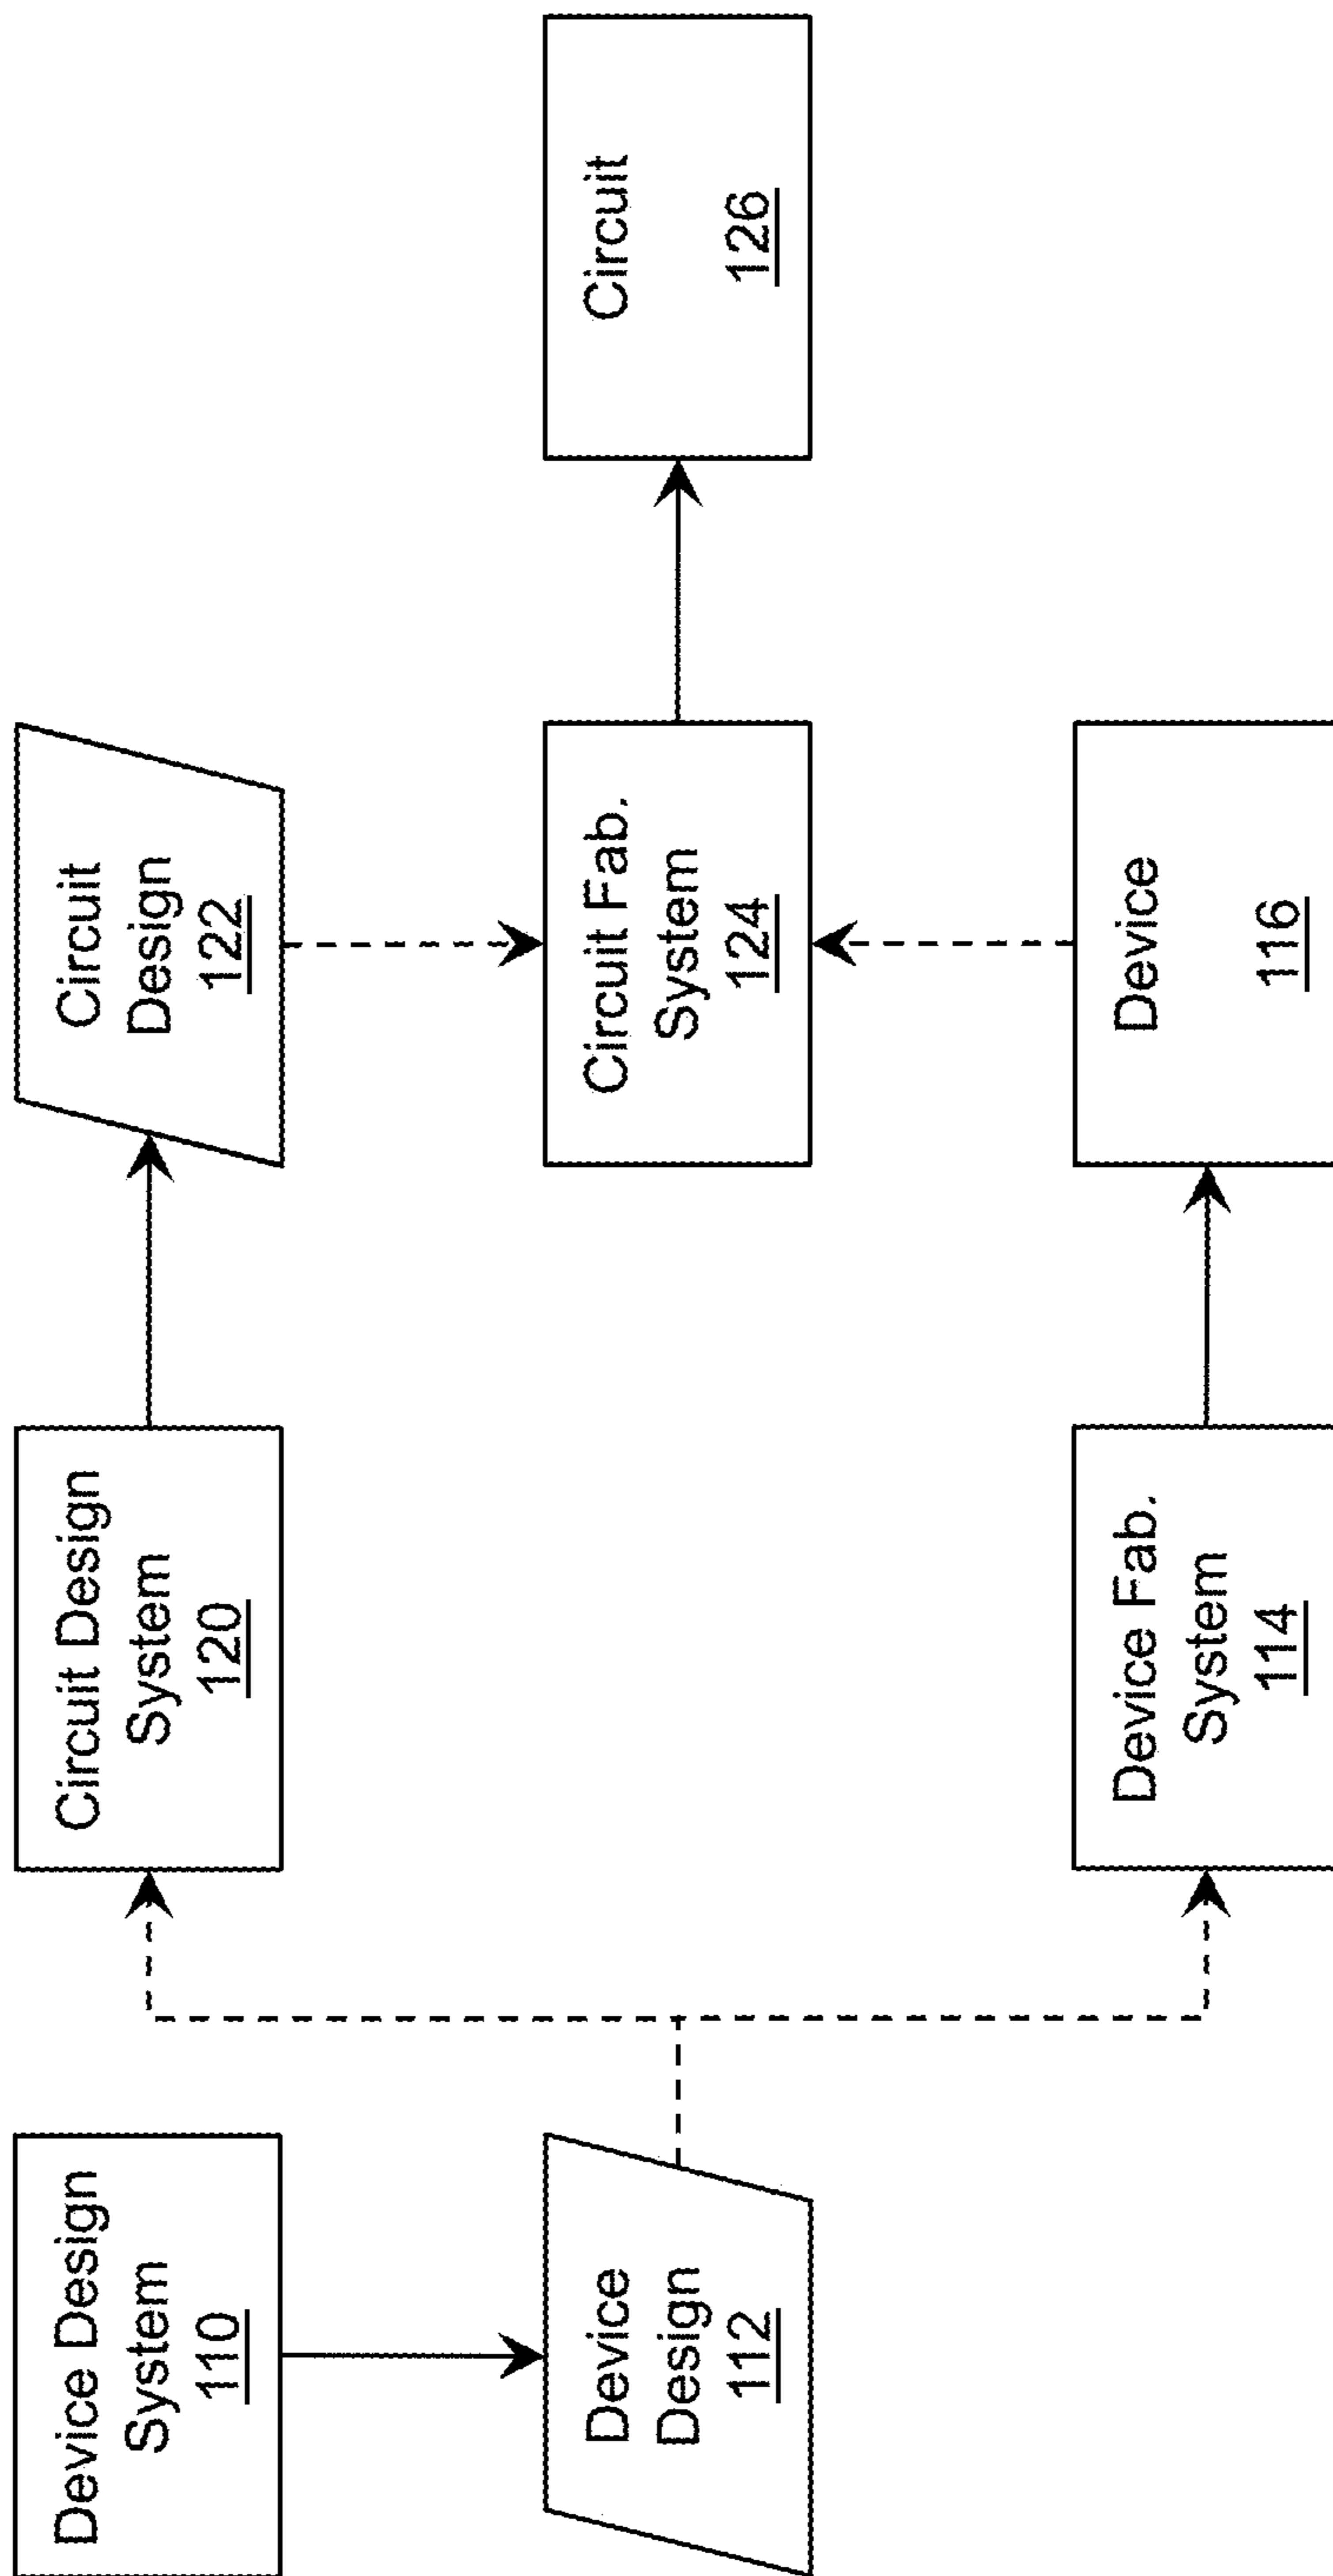 Device Design
System
110
Device
Design
112
Circuit Design
System
120
Device Fab.
System
114
Circuit
Design
122
Circuit Fab.
System
124
Device
116
Circuit
126